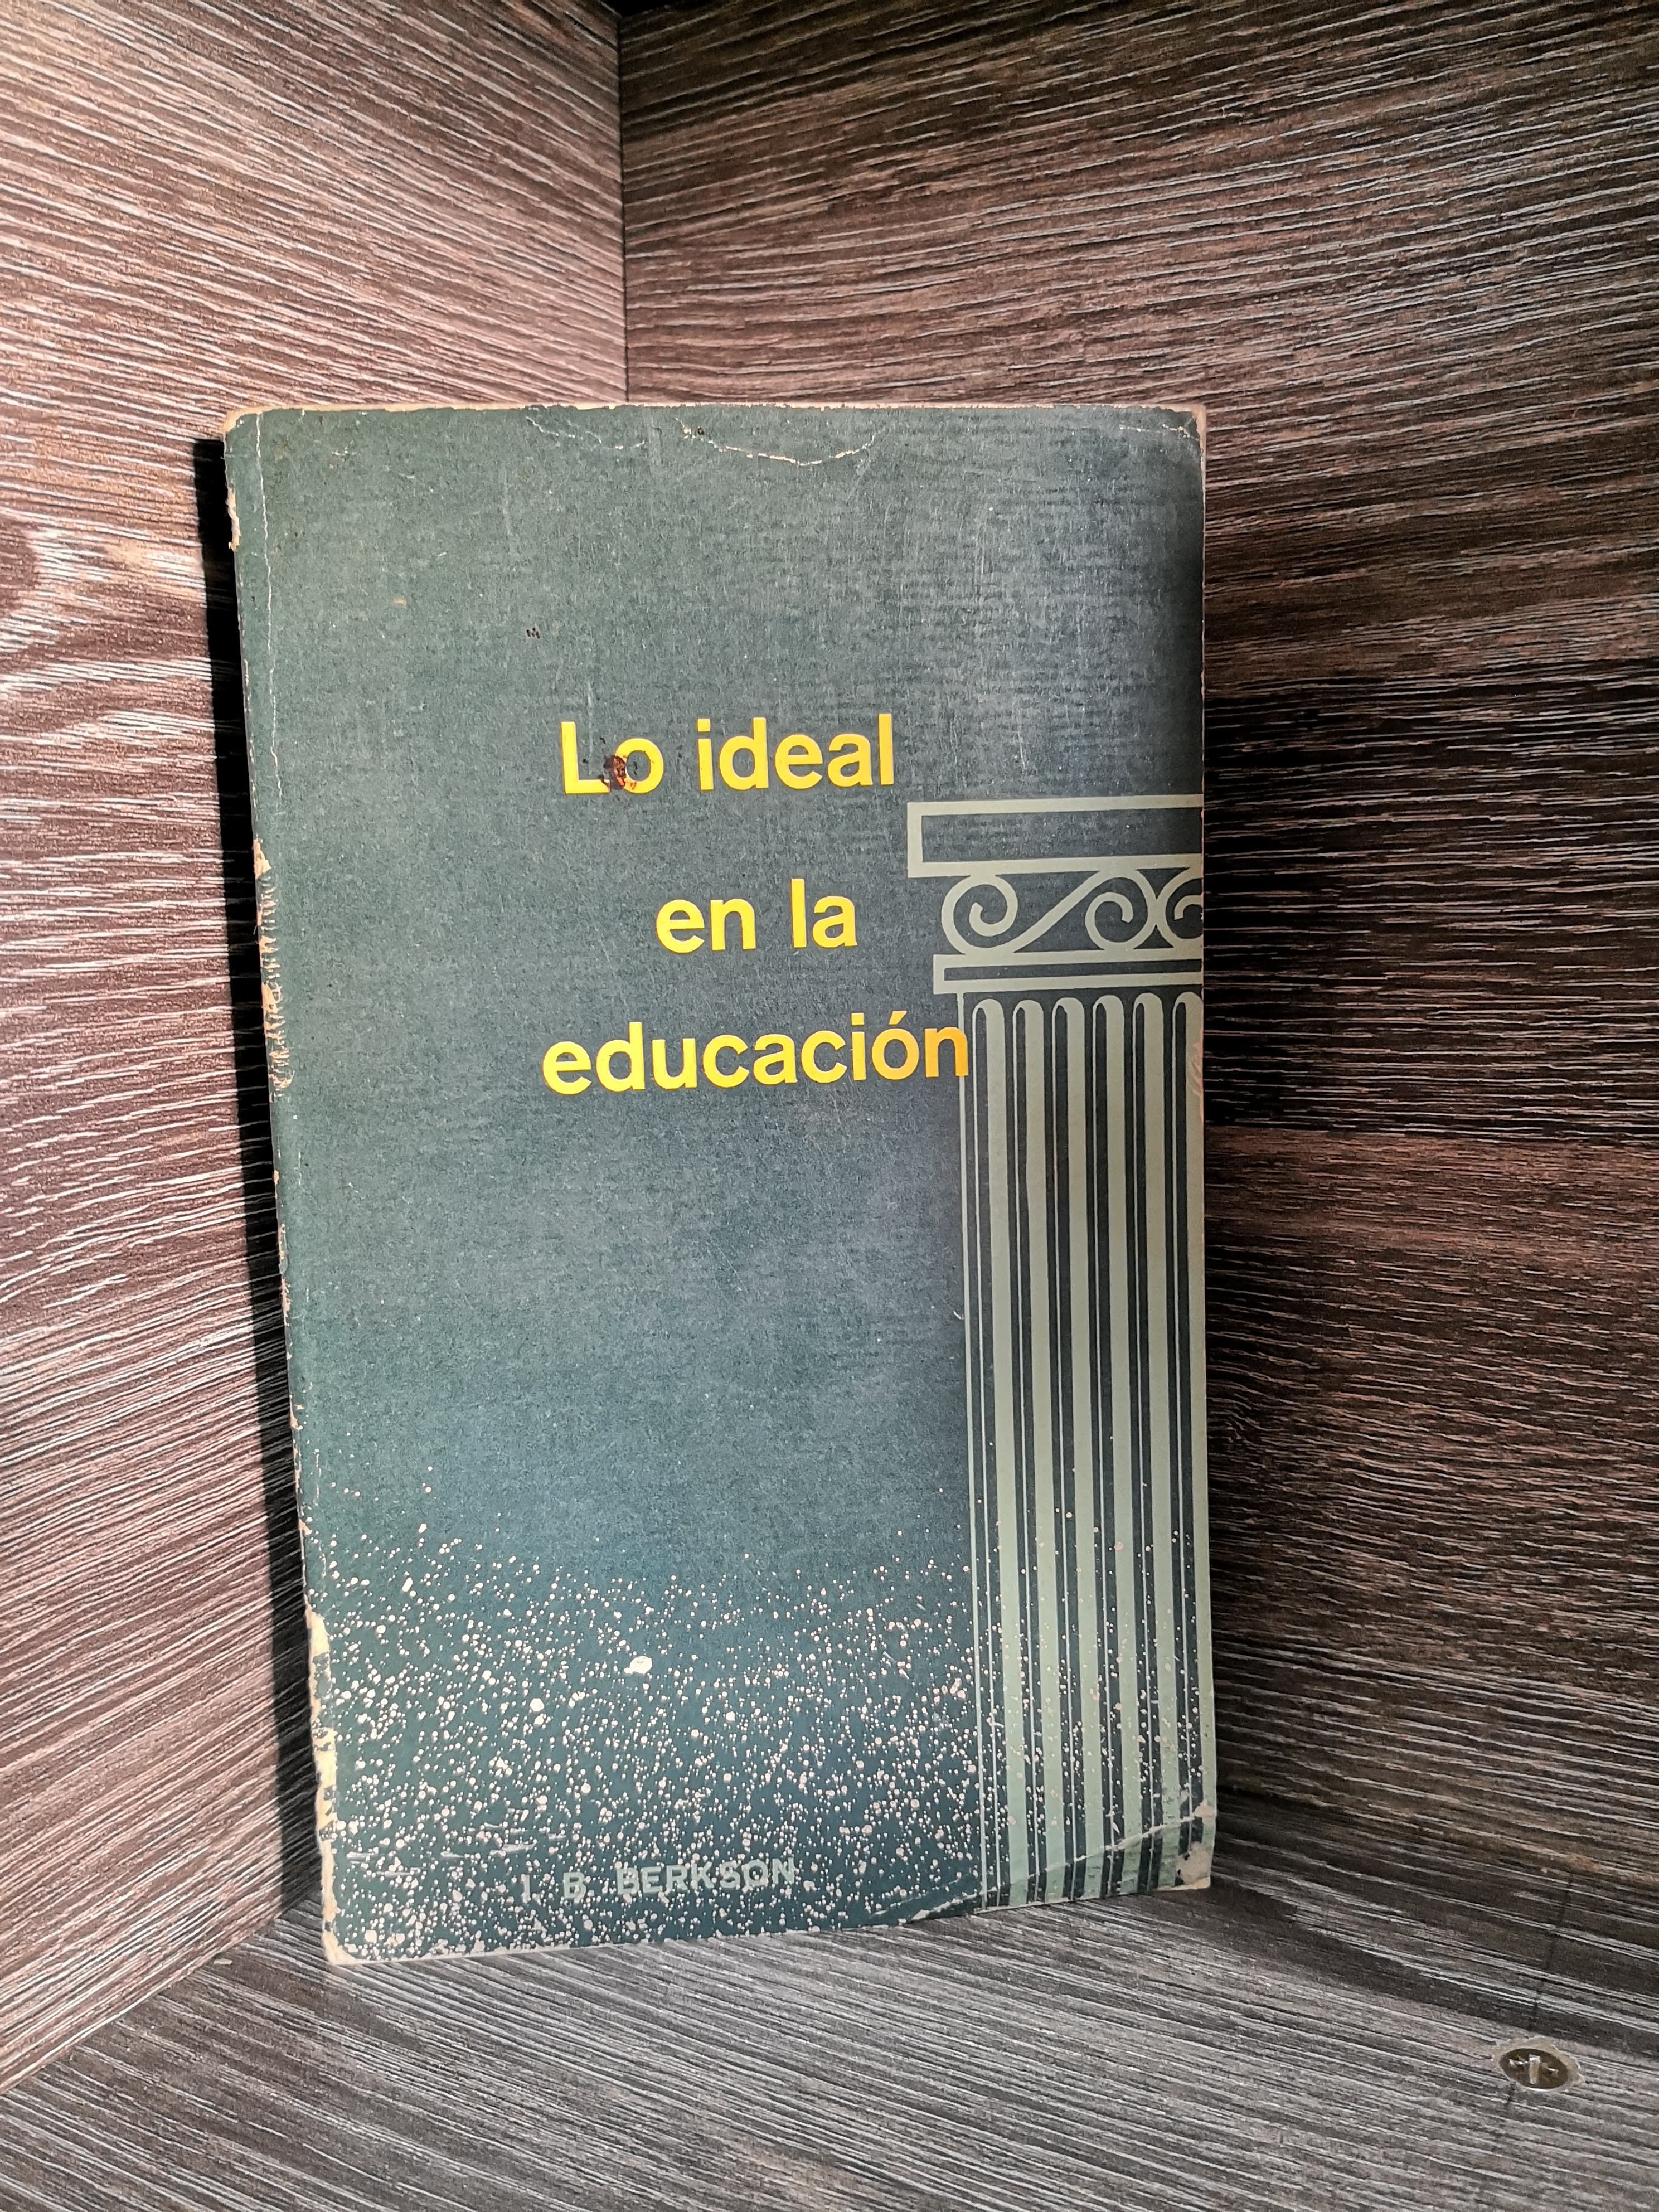 Lo ideal
en la
educación
I. B. BERKSON